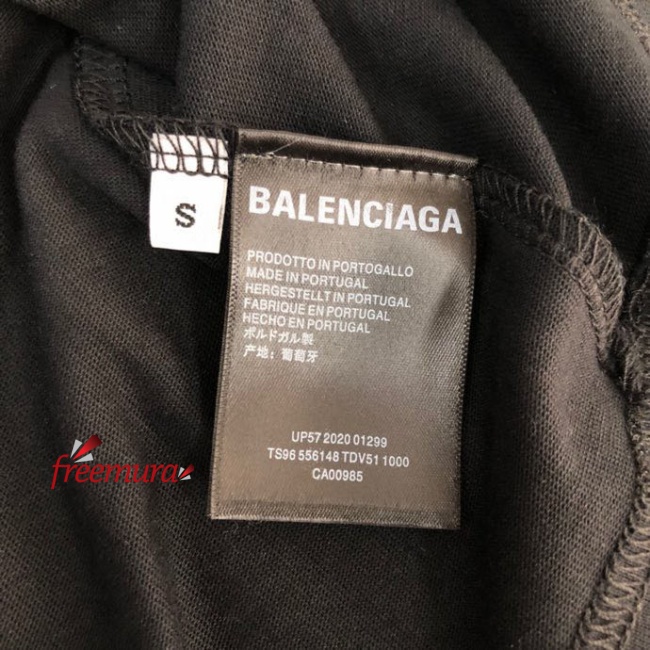 S
BALENCIAGA
PRODOTTO IN PORTOGALLO
MADE IN PORTUGAL
HERGESTELLT IN PORTUGAL
FABRIQUE EN PORTUGAL
HECHO EN PORTUGAL
ポルトガル製
产地：葡萄牙
UP57 2020 01299
TS96 556148 TDV51 1000
CA00985
freemura